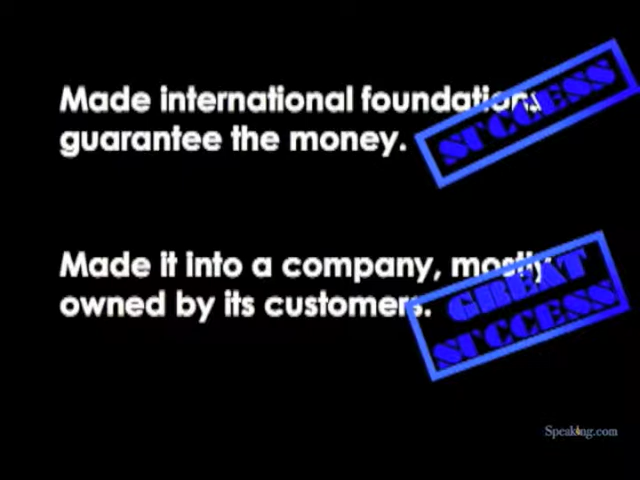 Made international foundations
guarantee the money.
SUCCESS
Made it into a company, mostly
owned by its customers.
GREAT
SUCCESS
Speaking.com